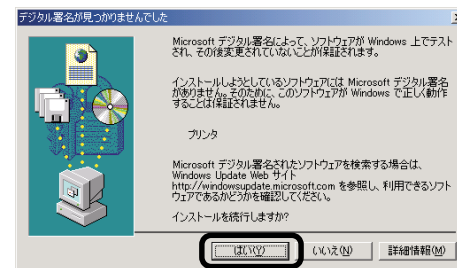 デジタル署名が見つかりませんでした
Microsoft デジタル署名によって、ソフトウェアが Windows 上でテスト
され、その後変更されていないことが保証されます。
インストールしようとしているソフトウェアには Microsoft デジタル署名
がありません。そのために、このソフトウェアが Windows で正しく動作
することは保証されません。
プリンタ
Microsoft デジタル署名されたソフトウェアを検索する場合は、
Windows Update Web サイト
http://windowsupdate.microsoft.com を参照し、利用できるソフト
ウェアであるかどうかを確認してください。
インストールを続行しますか?
はい(Y) いいえ(N) 詳細情報(M)